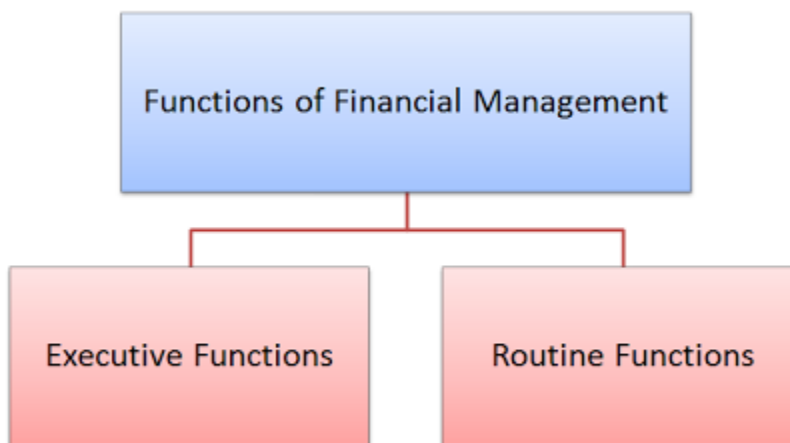 Functions of Financial Management
Executive Functions
Routine Functions